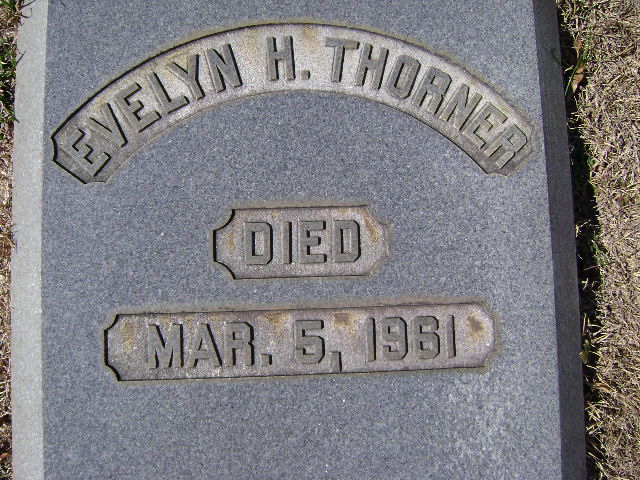 EVELYN H. THORNER
DIED
MAR. 5, 1961